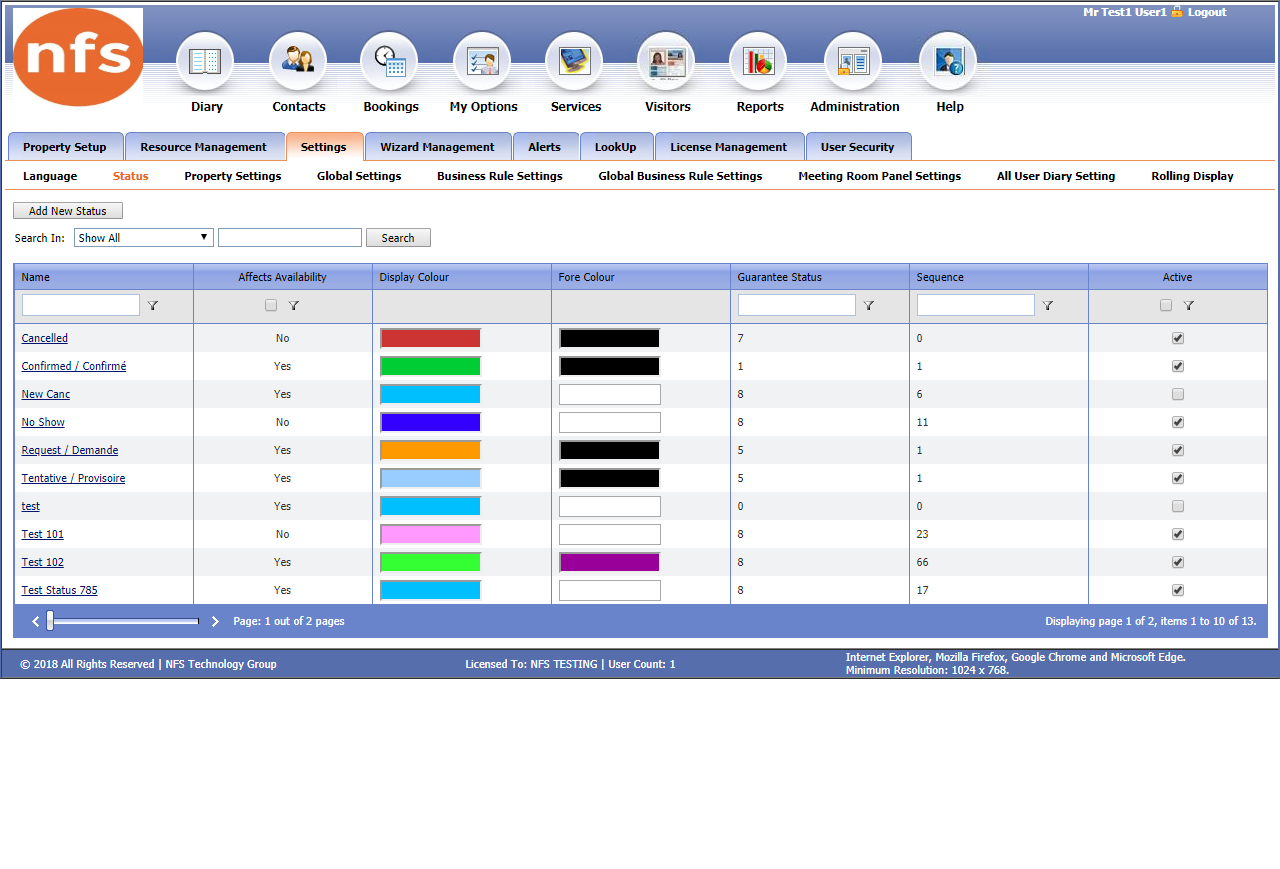 Mr Test1 User1 Logout
nfs
Diary Contacts Bookings My Options Services Visitors Reports Administration Help
Property Setup Resource Management Settings Wizard Management Alerts LookUp License Management User Security
Language Status Property Settings Global Settings Business Rule Settings Global Business Rule Settings Meeting Room Panel Settings All User Diary Setting Rolling Display
Add New Status
Search In: Show All Search
Name Affects Availability Display Colour Fore Colour Guarantee Status Sequence Active
Cancelled No 7 0
Confirmed / Confirmé Yes 1 1
New Canc Yes 8 6
No Show No 8 11
Request / Demande Yes 5 1
Tentative / Provisoire Yes 5 1
test Yes 0 0
Test 101 No 8 23
Test 102 Yes 8 66
Test Status 785 Yes 8 17
Page: 1 out of 2 pages Displaying page 1 of 2, items 1 to 10 of 13.
© 2018 All Rights Reserved | NFS Technology Group Licensed To: NFS TESTING | User Count: 1 Internet Explorer, Mozilla Firefox, Google Chrome and Microsoft Edge.
Minimum Resolution: 1024 x 768.